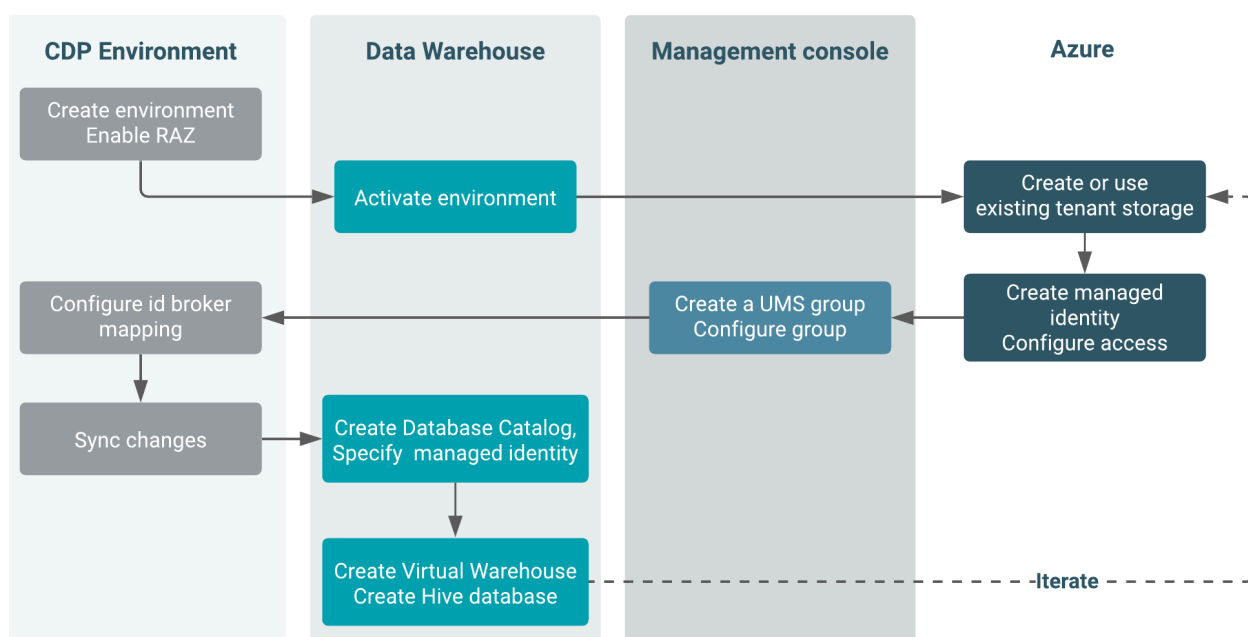 CDP Environment
Data Warehouse
Management console
Azure
Create environment
Enable RAZ
Activate environment
Create or use
existing tenant storage
Configure id broker
mapping
Create a UMS group
Configure group
Create managed
identity
Configure access
Sync changes
Create Database Catalog,
Specify managed identity
Create Virtual Warehouse
Create Hive database
Iterate